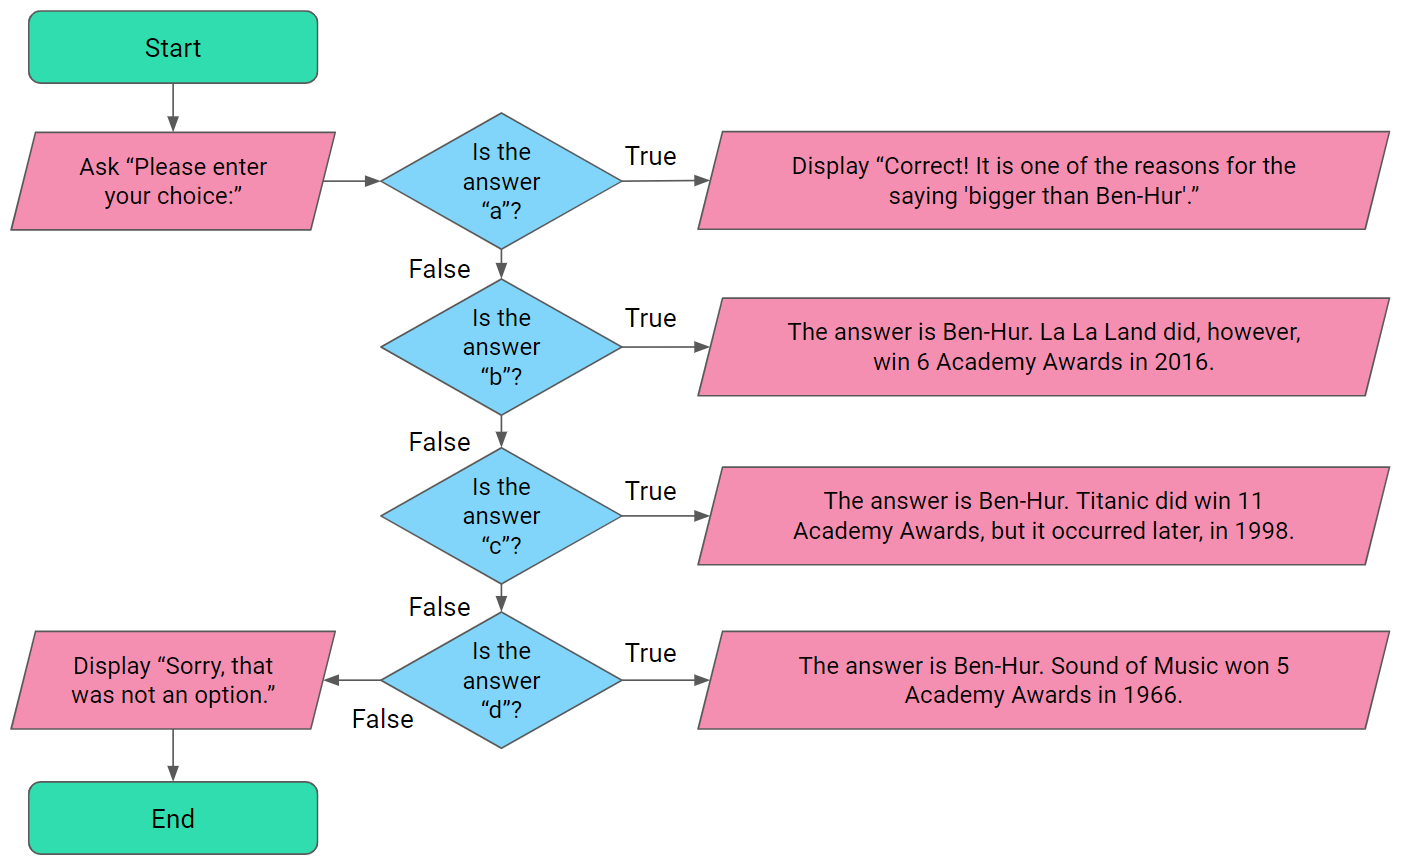 Start
Ask “Please enter
your choice:”
Is the
answer
“a”?
True
Display “Correct! It is one of the reasons for the
saying 'bigger than Ben-Hur'.”
False
Is the
answer
“b”?
True
The answer is Ben-Hur. La La Land did, however,
win 6 Academy Awards in 2016.
False
Is the
answer
“c”?
True
The answer is Ben-Hur. Titanic did win 11
Academy Awards, but it occurred later, in 1998.
False
Is the
answer
“d”?
True
The answer is Ben-Hur. Sound of Music won 5
Academy Awards in 1966.
False
Display “Sorry, that
was not an option.”
End